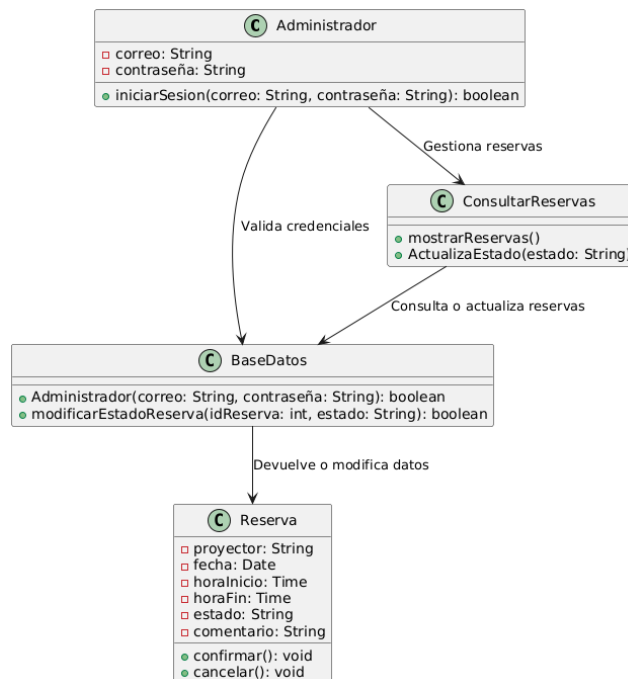 C Administrador
correo: String
contraseña: String
iniciarSesion(correo: String, contraseña: String): boolean
Gestiona reservas
C ConsultarReservas
mostrarReservas()
ActualizaEstado(estado: String)
Valida credenciales
Consulta o actualiza reservas
C BaseDatos
Administrador(correo: String, contraseña: String): boolean
modificarEstadoReserva(idReserva: int, estado: String): boolean
Devuelve o modifica datos
C Reserva
proyector: String
fecha: Date
horaInicio: Time
horaFin: Time
estado: String
comentario: String
confirmar(): void
cancelar(): void